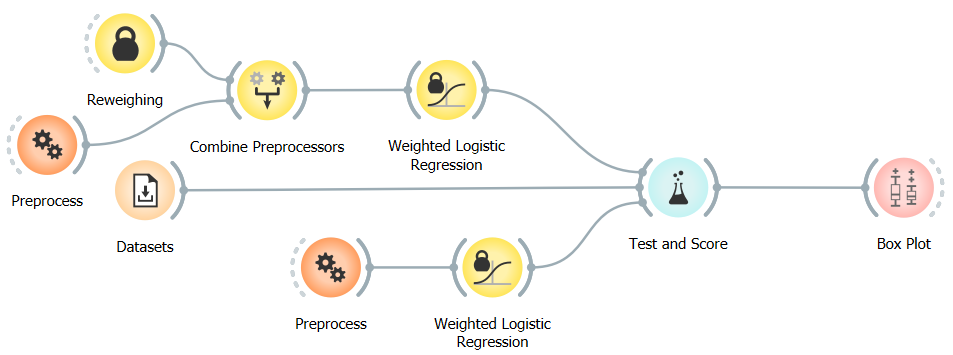 Reweighing
Combine Preprocessors
Weighted Logistic
Regression
Preprocess
Datasets
Test and Score
Box Plot
Preprocess
Weighted Logistic
Regression